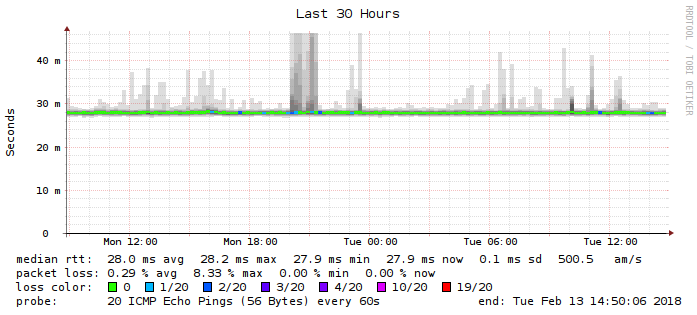 Last 30 Hours
RRDTOOL / TOBI OETIKER
Seconds
40 m
30 m
20 m
10 m
0
Mon 12:00 Mon 18:00 Tue 00:00 Tue 06:00 Tue 12:00
median rtt: 28.0 ms avg 28.2 ms max 27.9 ms min 27.9 ms now 0.1 ms sd 500.5 am/s
packet loss: 0.29 % avg 8.33 % max 0.00 % min 0.00 % now
loss color: 0 1/20 2/20 3/20 4/20 10/20 19/20
probe: 20 ICMP Echo Pings (56 Bytes) every 60s end: Tue Feb 13 14:50:06 2018